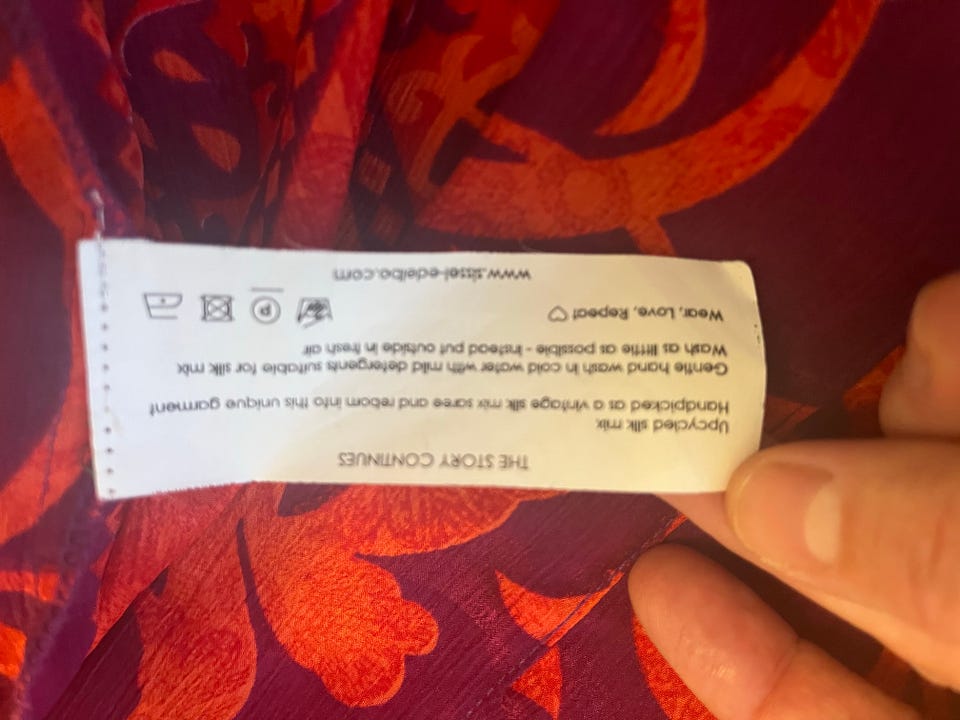 THE STORY CONTINUES
Upcycled silk mix
Handpicked as a vintage silk mix saree and reborn into this unique garment
Gentle hand wash in cold water with mild detergents suitable for silk mix
Wash as little as possible - instead put outside in fresh air
Wear, Love, Repeat ♡
P
www.sissel-edelbo.com